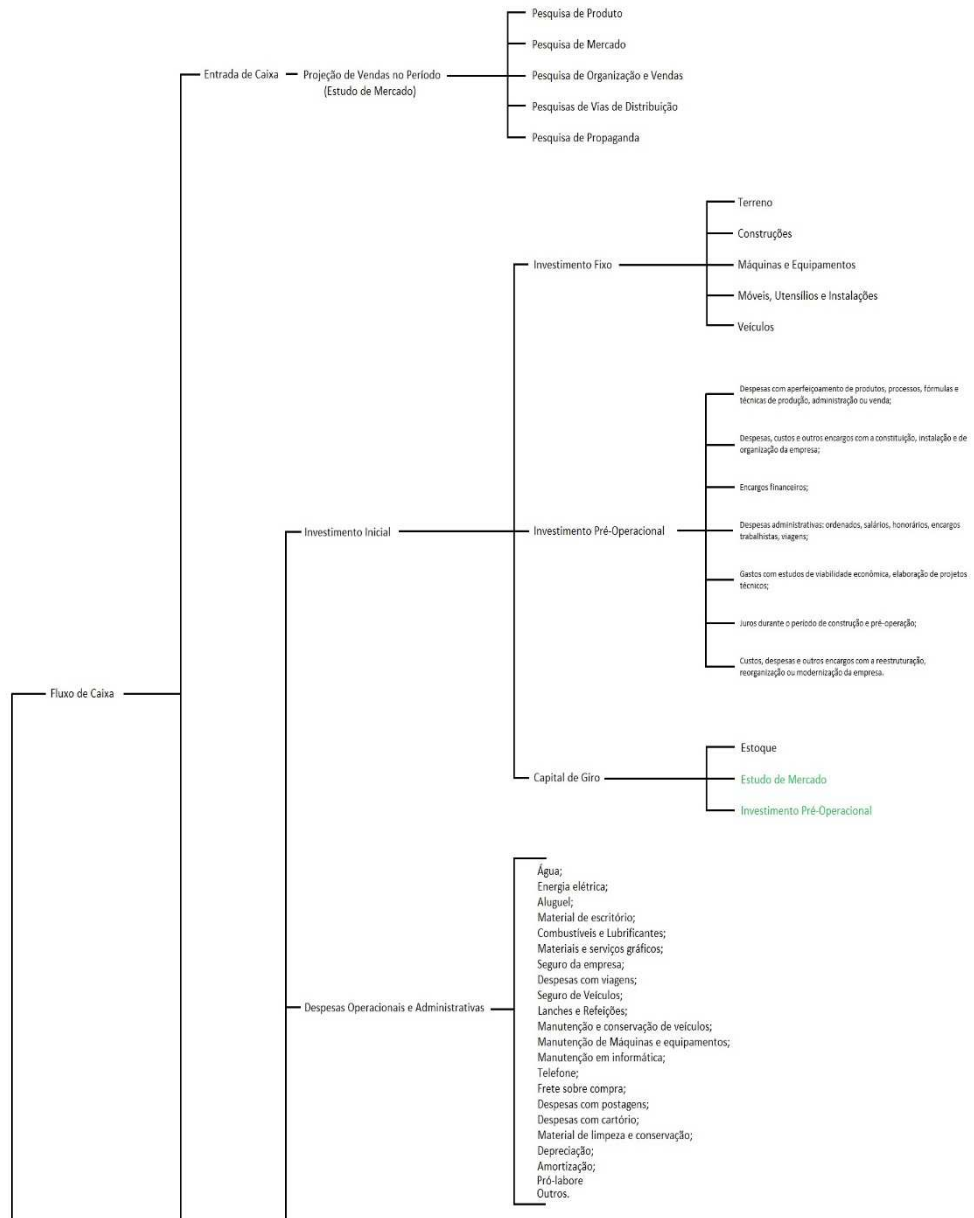 Pesquisa de Produto
Pesquisa de Mercado
Entrada de Caixa
Projeção de Vendas no Período
(Estudo de Mercado)
Pesquisa de Organização e Vendas
Pesquisas de Vias de Distribuição
Pesquisa de Propaganda
Terreno
Construções
Investimento Fixo
Máquinas e Equipamentos
Móveis, Utensílios e Instalações
Veículos
Despesas com aperfeiçoamento de produtos, processos, fórmulas e
técnicas de produção, administração ou venda;
Despesas, custos e outros encargos com a constituição, instalação e de
organização da empresa;
Encargos financeiros;
Investimento Inicial
Investimento Pré-Operacional
Despesas administrativas: ordenados, salários, honorários, encargos
trabalhistas, viagens;
Gastos com estudos de viabilidade econômica, elaboração de projetos
técnicos;
Juros durante o período de construção e pré-operação;
Custos, despesas e outros encargos com a reestruturação,
reorganização ou modernização da empresa.
Fluxo de Caixa
Estoque
Capital de Giro
Estudo de Mercado
Investimento Pré-Operacional
Água;
Energia elétrica;
Aluguel;
Material de escritório;
Combustíveis e Lubrificantes;
Materiais e serviços gráficos;
Seguro da empresa;
Despesas com viagens;
Seguro de Veículos;
Despesas Operacionais e Administrativas
Lanches e Refeições;
Manutenção e conservação de veículos;
Manutenção de Máquinas e equipamentos;
Manutenção em informática;
Telefone;
Frete sobre compra;
Despesas com postagens;
Despesas com cartório;
Material de limpeza e conservação;
Depreciação;
Amortização;
Pró-labore
Outros.